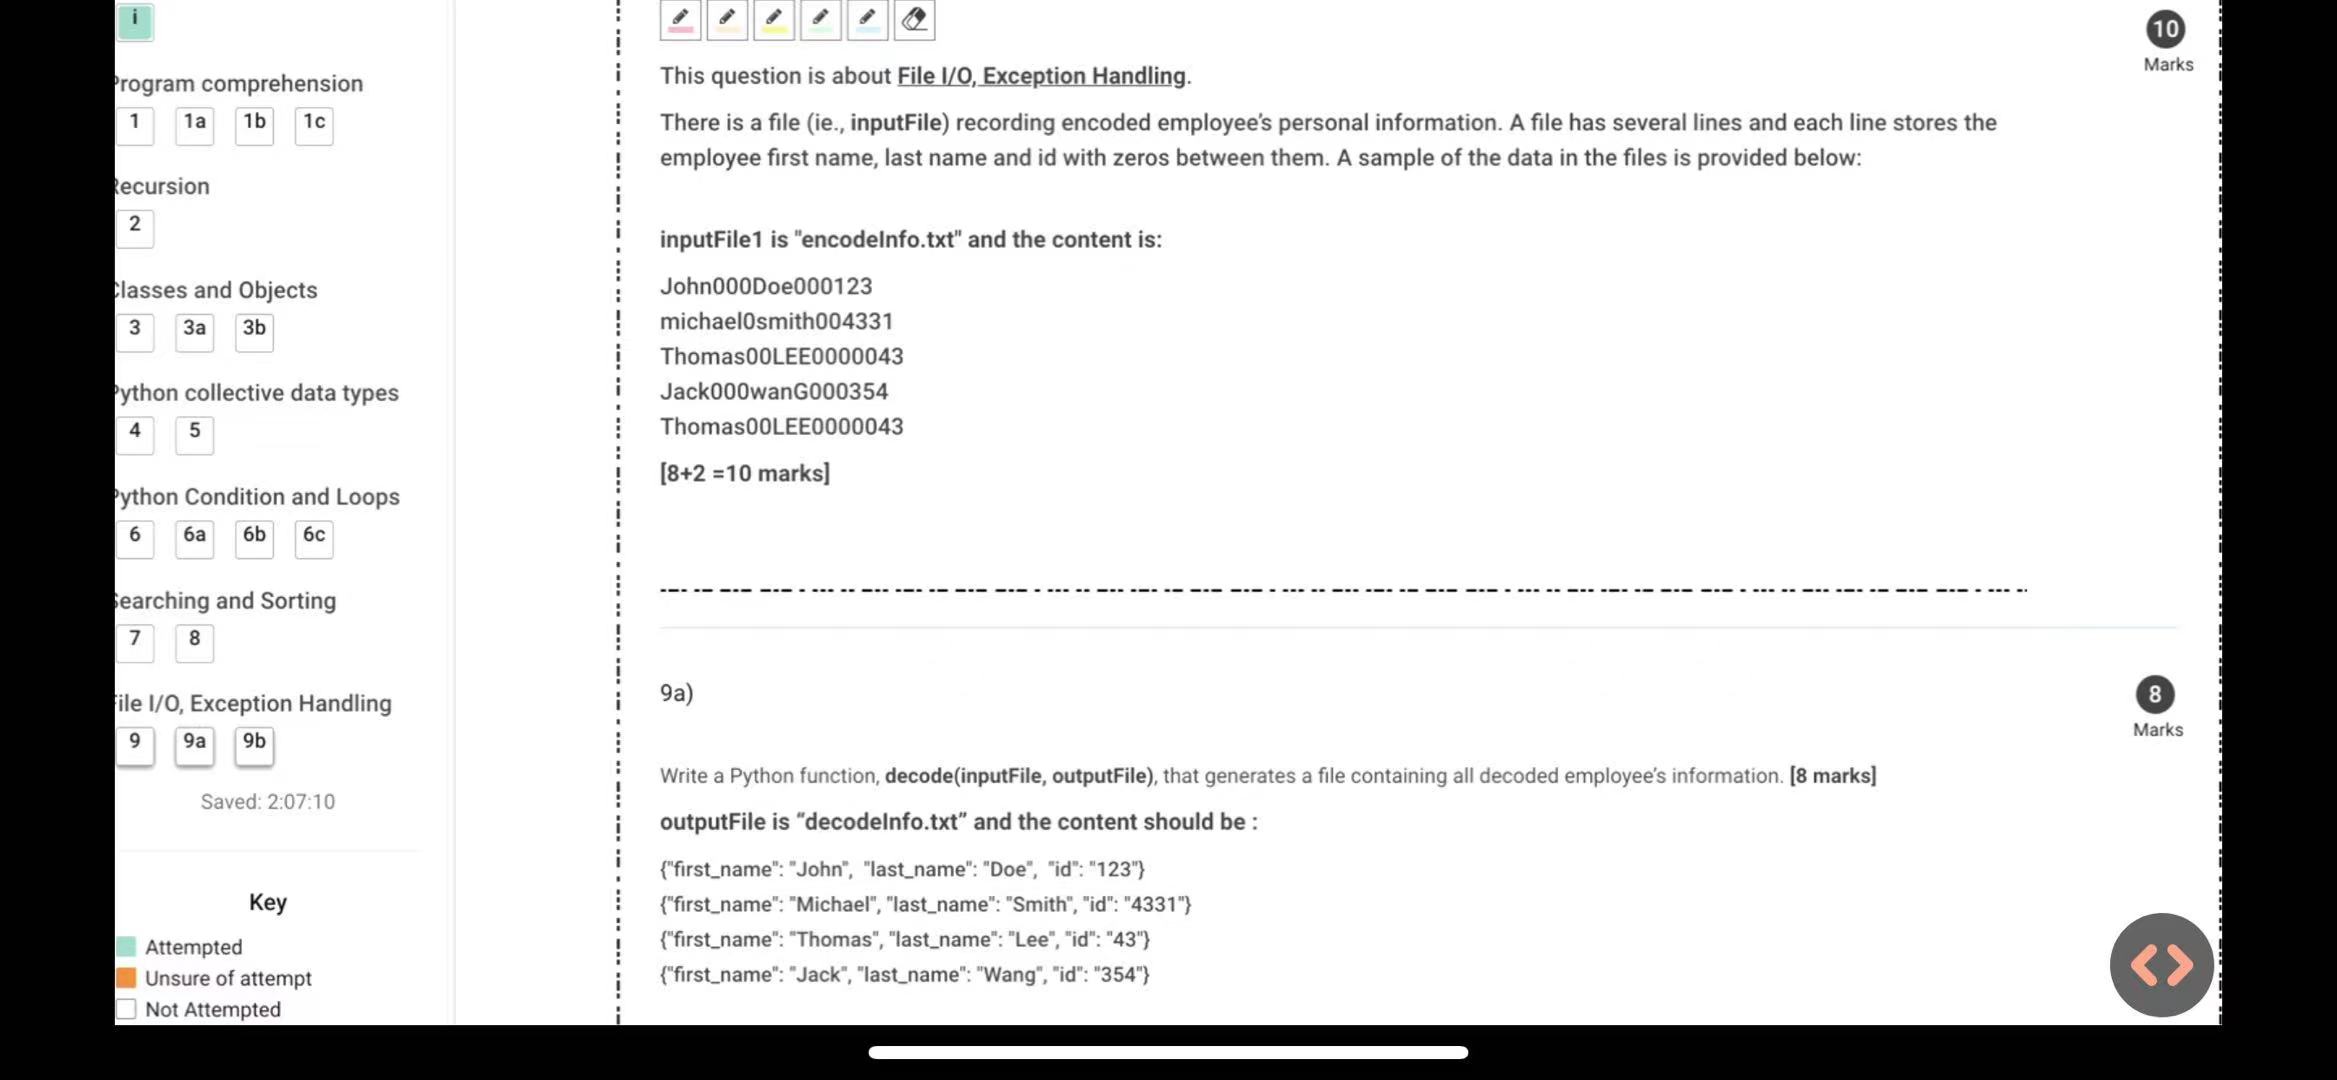 i
Program comprehension
1 1a 1b 1c
Recursion
2
Classes and Objects
3 3a 3b
Python collective data types
4 5
Python Condition and Loops
6 6a 6b 6c
Searching and Sorting
7 8
File I/O, Exception Handling
9 9a 9b
Saved: 2:07:10
Key
Attempted
Unsure of attempt
Not Attempted
10
Marks
This question is about File I/O, Exception Handling.
There is a file (ie., inputFile) recording encoded employee's personal information. A file has several lines and each line stores the
employee first name, last name and id with zeros between them. A sample of the data in the files is provided below:
inputFile1 is "encodeInfo.txt" and the content is:
John000Doe000123
michael0smith004331
Thomas00LEE0000043
Jack000wanG000354
Thomas00LEE0000043
[8+2 =10 marks]
9a)
8
Marks
Write a Python function, decode(inputFile, outputFile), that generates a file containing all decoded employee's information. [8 marks]
outputFile is “decodeInfo.txt” and the content should be :
{"first_name": "John", "last_name": "Doe", "id": "123"}
{"first_name": "Michael", "last_name": "Smith", "id": "4331"}
{"first_name": "Thomas", "last_name": "Lee", "id": "43"}
{"first_name": "Jack", "last_name": "Wang", "id": "354"}